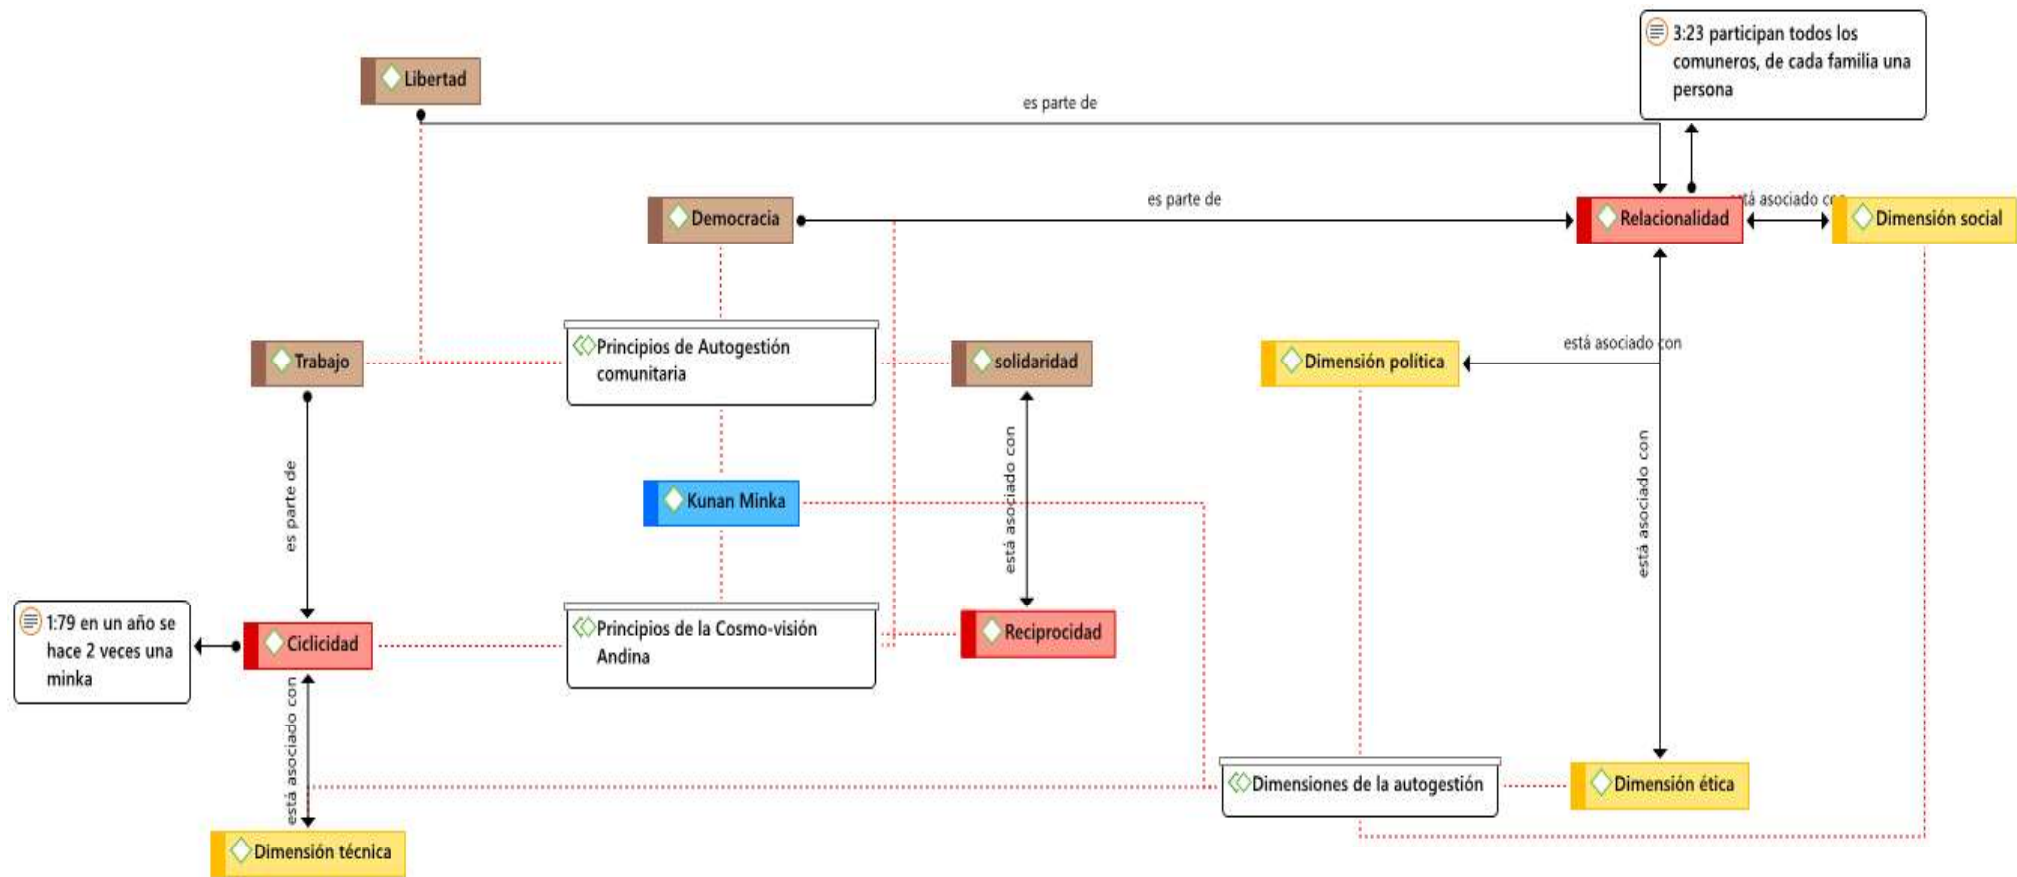 3:23 participan todos los
comuneros, de cada familia una
persona
Libertad
es parte de
Democracia
es parte de
Relacionalidad
tá asociado con
Dimensión social
Trabajo
Principios de Autogestión
comunitaria
solidaridad
Dimensión política
está asociado con
es parte de
Kunan Minka
está asociado con
está asociado con
1:79 en un año se
hace 2 veces una
minka
Ciclicidad
Principios de la Cosmo-visión
Andina
Reciprocidad
está asociado con
Dimensiones de la autogestión
Dimensión ética
Dimensión técnica